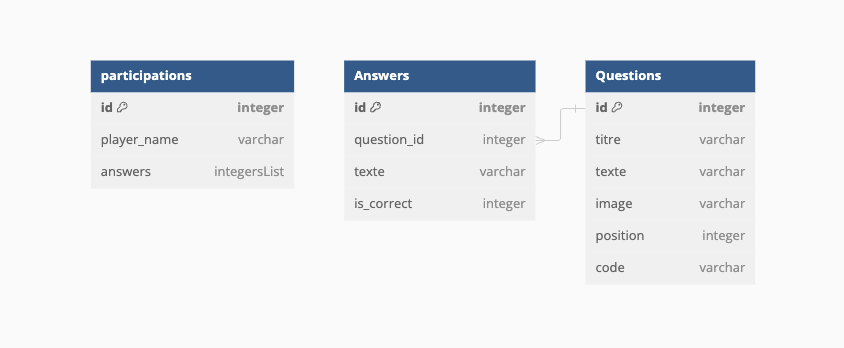 participations
id integer
player_name varchar
answers integersList
Answers
id integer
question_id integer
texte varchar
is_correct integer
Questions
id integer
titre varchar
texte varchar
image varchar
position integer
code varchar